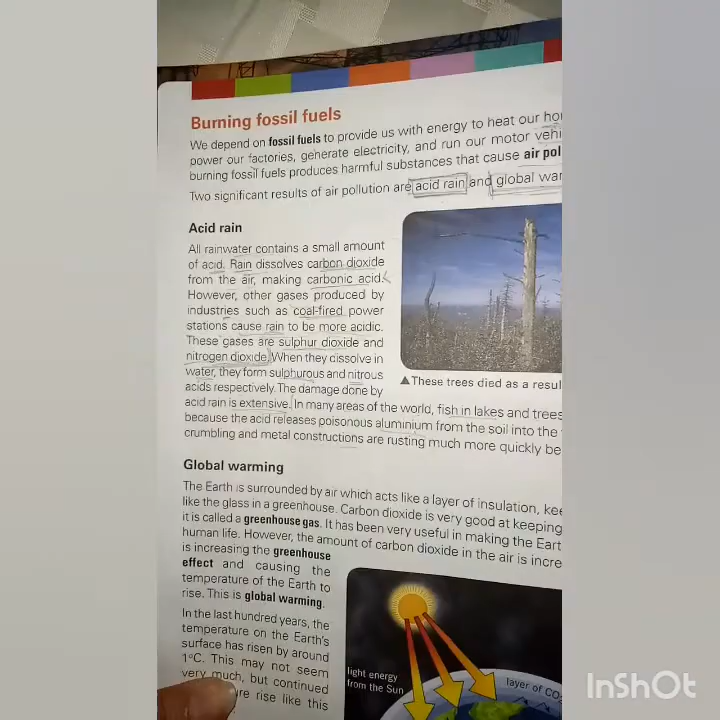 Burning fossil fuels
We depend on fossil fuels to provide us with energy to heat our
power our factories, generate electricity, and run our motor
burning fossil fuels produces harmful substances that cause air
Two significant results of air pollution are acid rain and global
Acid rain
All rainwater contains a small amount
of acid. Rain dissolves carbon dioxide
from the air, making carbonic acid.
However, other gases produced by
industries such as coal-fired power
stations cause rain to be more acidic.
These gases are sulphur dioxide and
nitrogen dioxide. When they dissolve in
water, they form sulphurous and nitrous
acids respectively. The damage done by
acid rain is extensive. In many areas of the world, fish in lakes and trees
because the acid releases poisonous aluminium from the soil into the
crumbling and metal constructions are rusting much more quickly
▲These trees died as a
Global warming
The Earth is surrounded by air which acts like a layer of insulation,
like the glass in a greenhouse. Carbon dioxide is very good at keeping
it is called a greenhouse gas. It has been very useful in making the
human life. However, the amount of carbon dioxide in the air is
is increasing the greenhouse
effect and causing the
temperature of the Earth to
rise. This is global warming.
In the last hundred years, the
temperature on the Earth's
surface has risen by around
1°C. This may not seem
very much, but continued
rise like this
light energy
from the Sun
layer of CO₂
InShOt